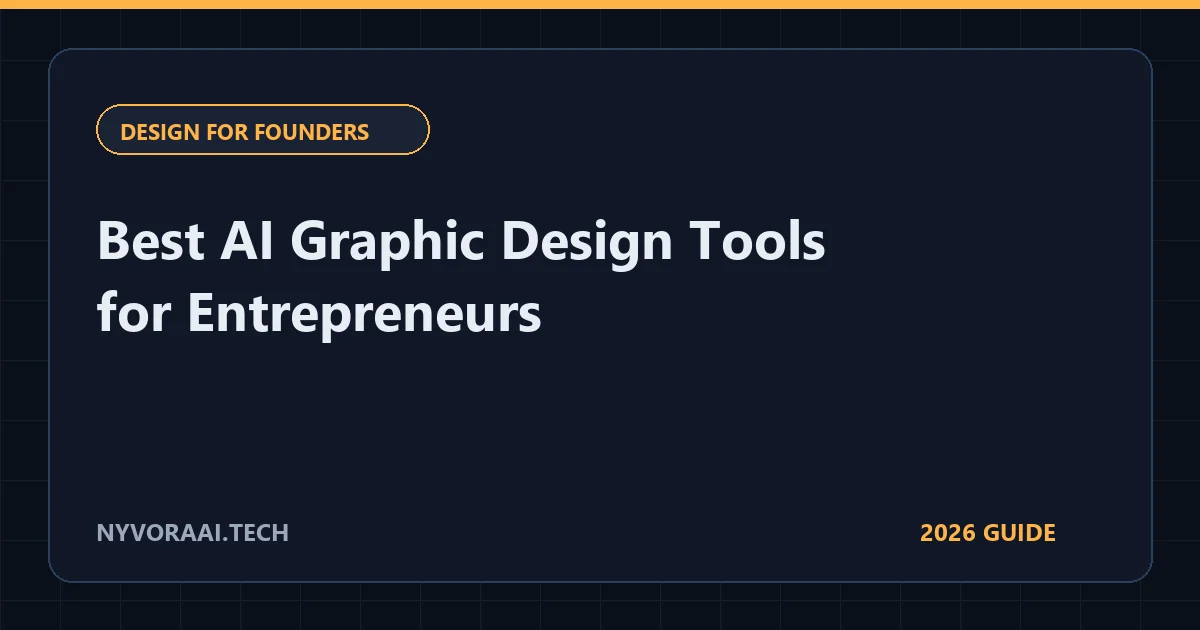 DESIGN FOR FOUNDERS
Best AI Graphic Design Tools
for Entrepreneurs
NYVORAAI.TECH
2026 GUIDE